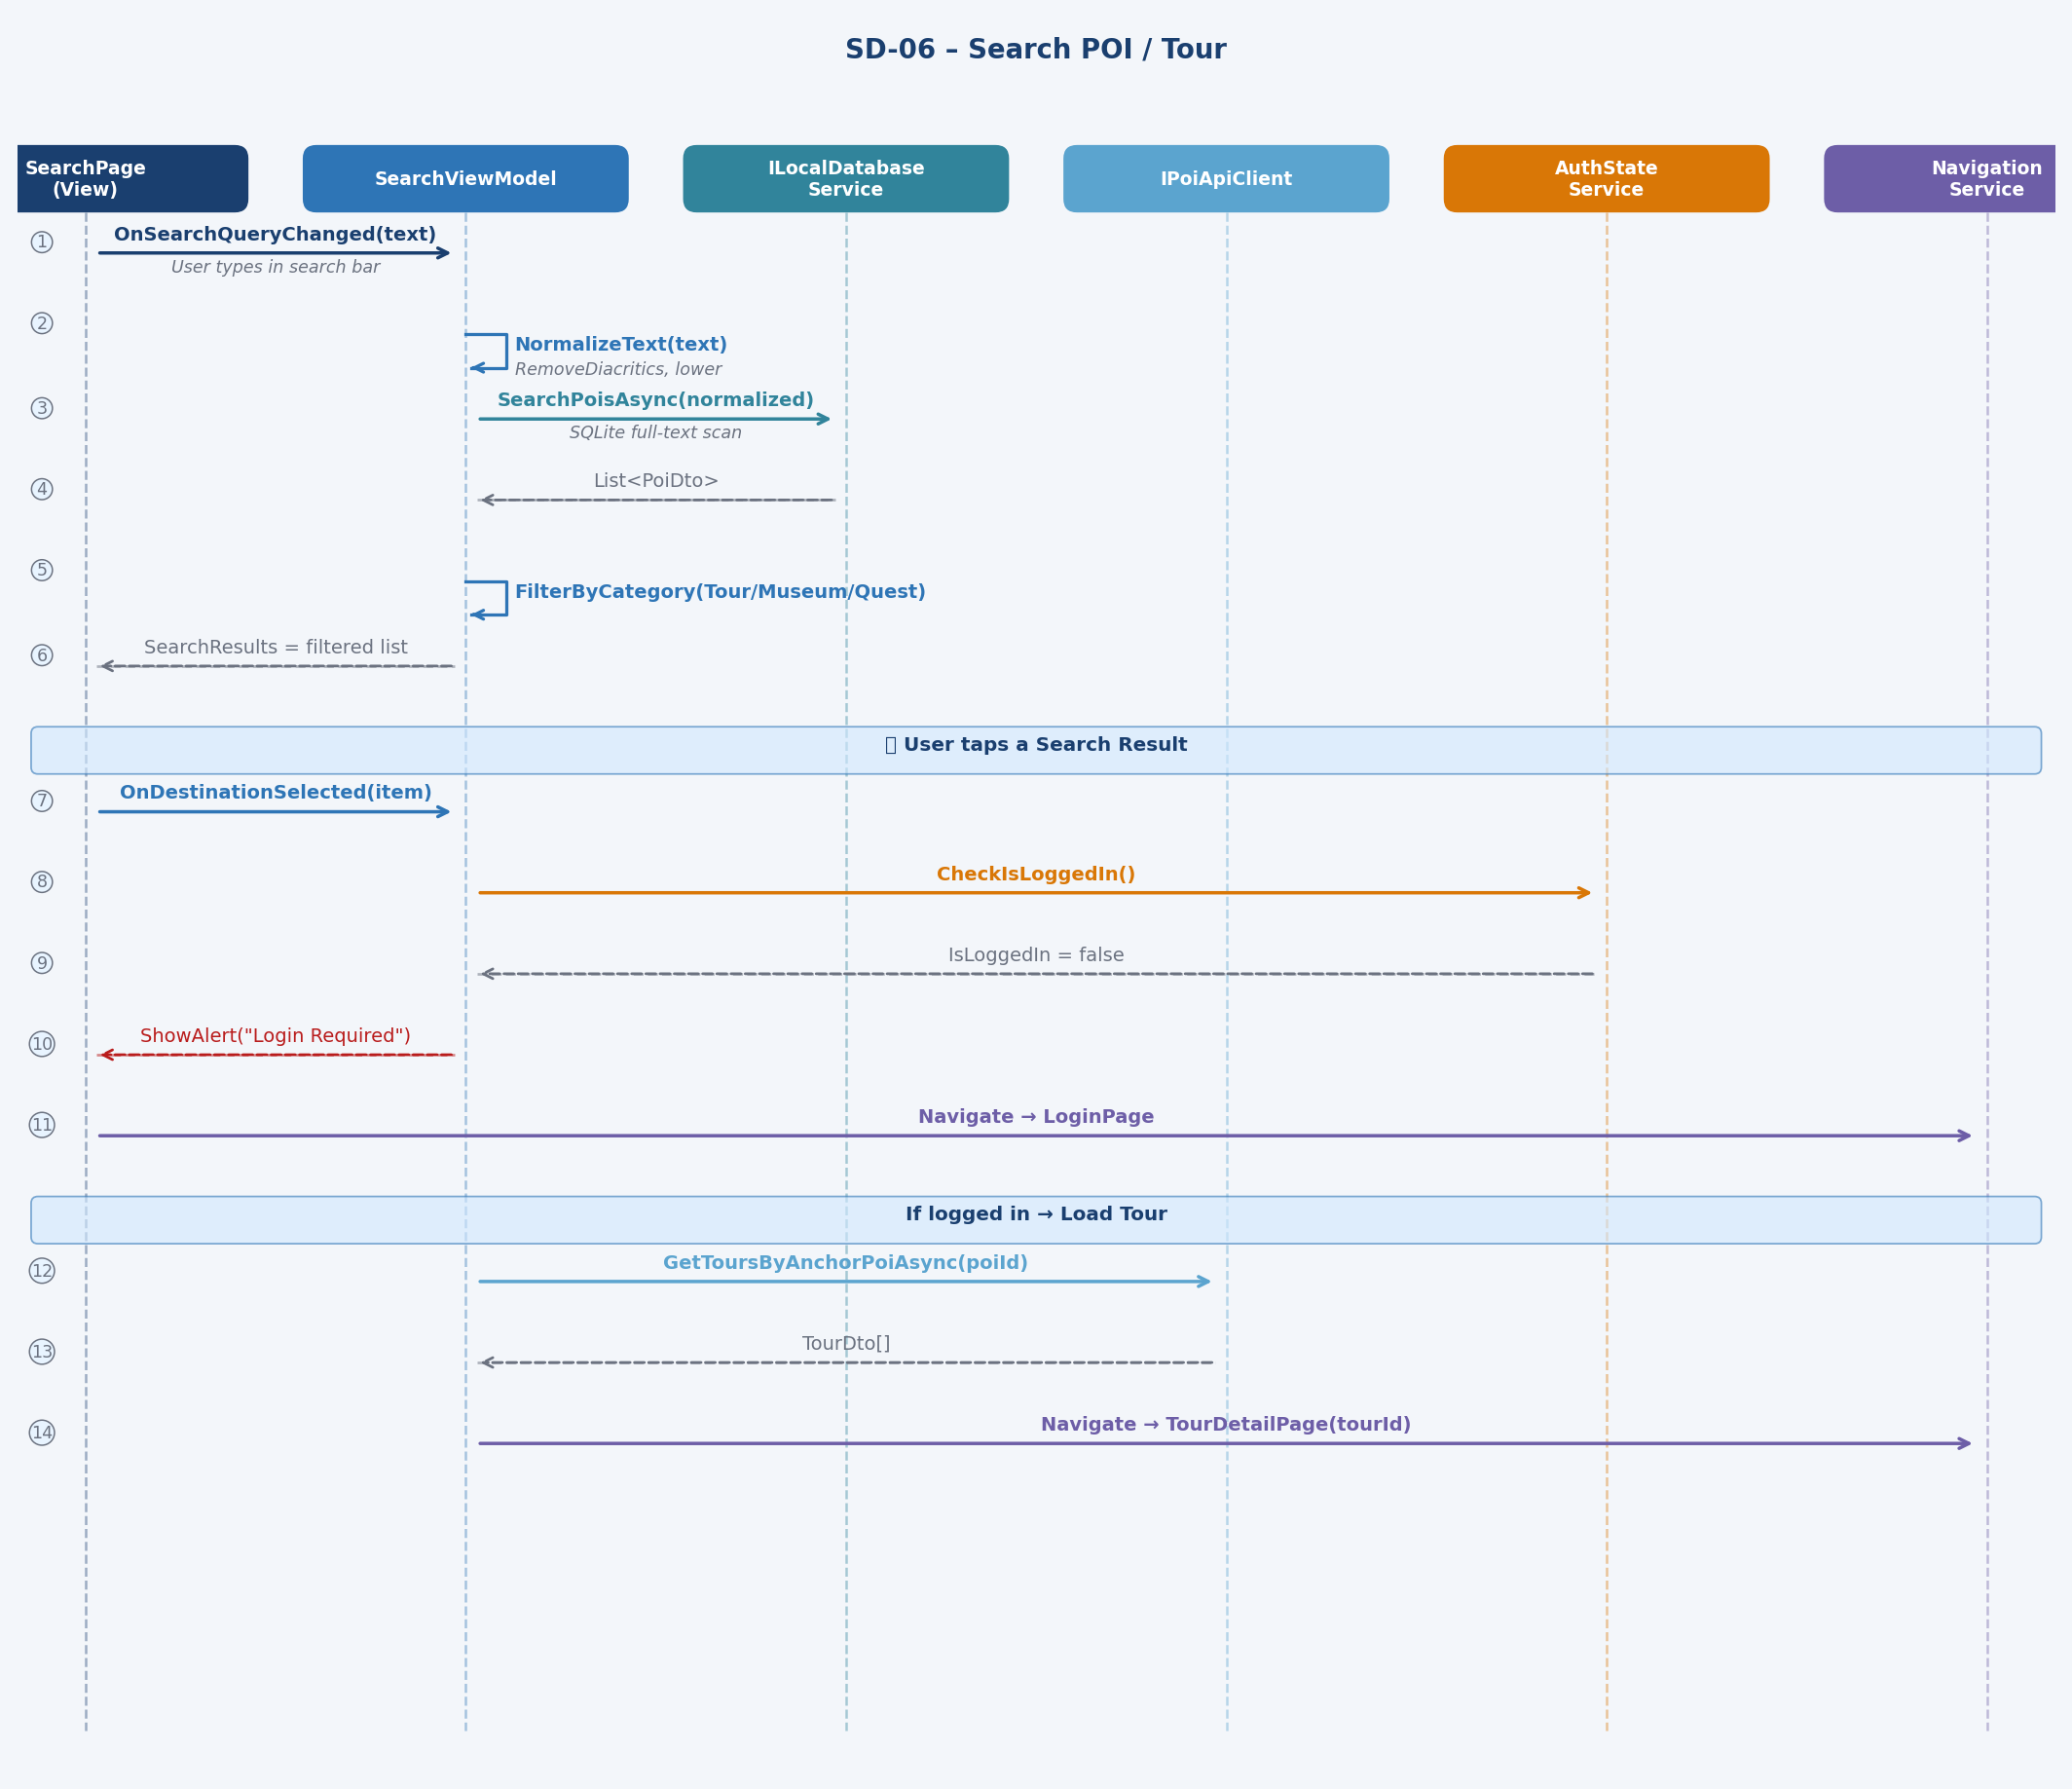 SD-06 – Search POI / Tour
SearchPage
(View)
SearchViewModel
ILocalDatabase
Service
IPoiApiClient
AuthState
Service
Navigation
Service
1
OnSearchQueryChanged(text)
User types in search bar
2
NormalizeText(text)
RemoveDiacritics, lower
3
SearchPoisAsync(normalized)
SQLite full-text scan
4
List<PoiDto>
5
FilterByCategory(Tour/Museum/Quest)
6
SearchResults = filtered list
User taps a Search Result
7
OnDestinationSelected(item)
8
CheckIsLoggedIn()
9
IsLoggedIn = false
10
ShowAlert("Login Required")
11
Navigate → LoginPage
If logged in → Load Tour
12
GetToursByAnchorPoiAsync(poiId)
13
TourDto[]
14
Navigate → TourDetailPage(tourId)